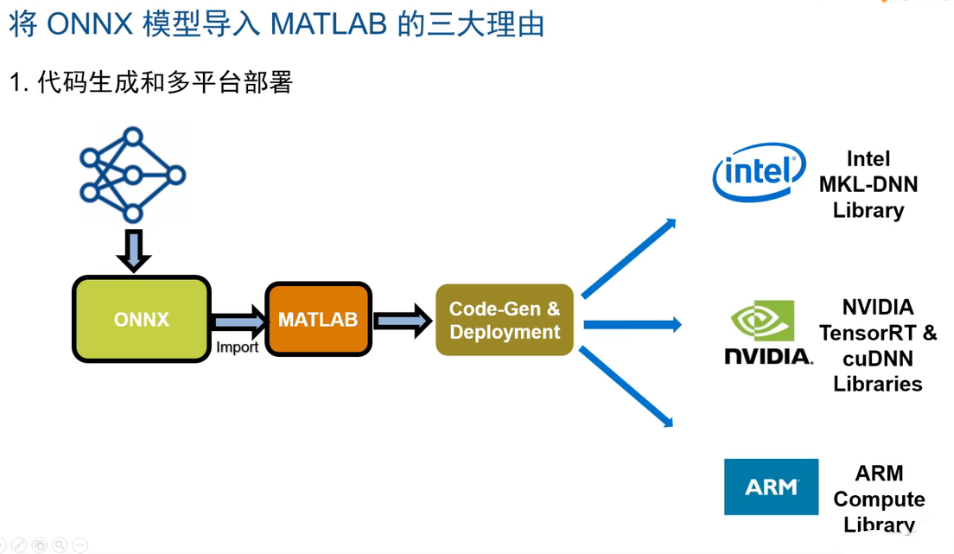 将 ONNX 模型导入 MATLAB 的三大理由
1. 代码生成和多平台部署
ONNX
Import
MATLAB
Code-Gen &
Deployment
intel
Intel
MKL-DNN
Library
NVIDIA.
NVIDIA
TensorRT &
cuDNN
Libraries
ARM
ARM
Compute
Library